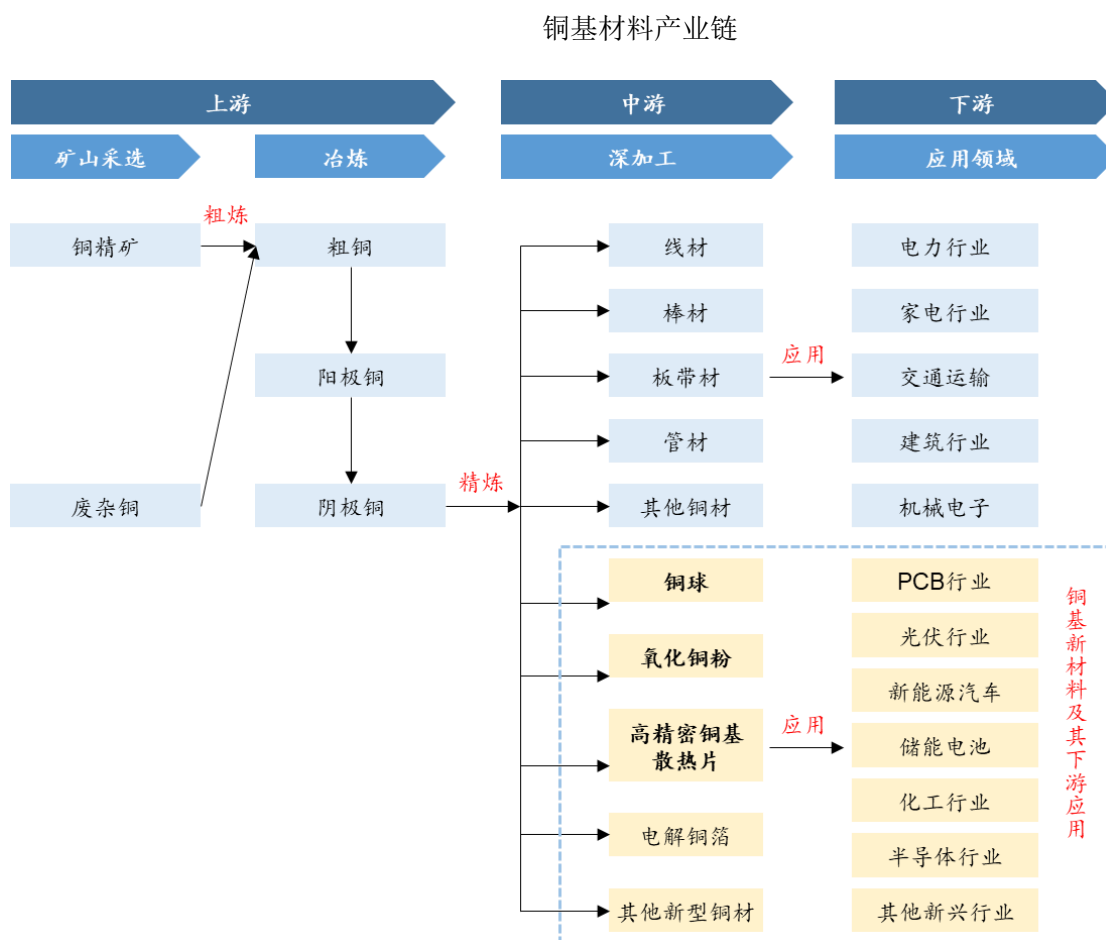 铜基材料产业链
上游
中游
下游
矿山采选
冶炼
深加工
应用领域
粗炼
铜精矿
粗铜
线材
电力行业
棒材
家电行业
阳极铜
板带材
应用
交通运输
管材
建筑行业
废杂铜
阴极铜
精炼
其他铜材
机械电子
铜球
PCB行业
氧化铜粉
光伏行业
新能源汽车
高精密铜基
散热片
应用
储能电池
化工行业
电解铜箔
半导体行业
其他新型铜材
其他新兴行业
铜基新材料及其下游应用